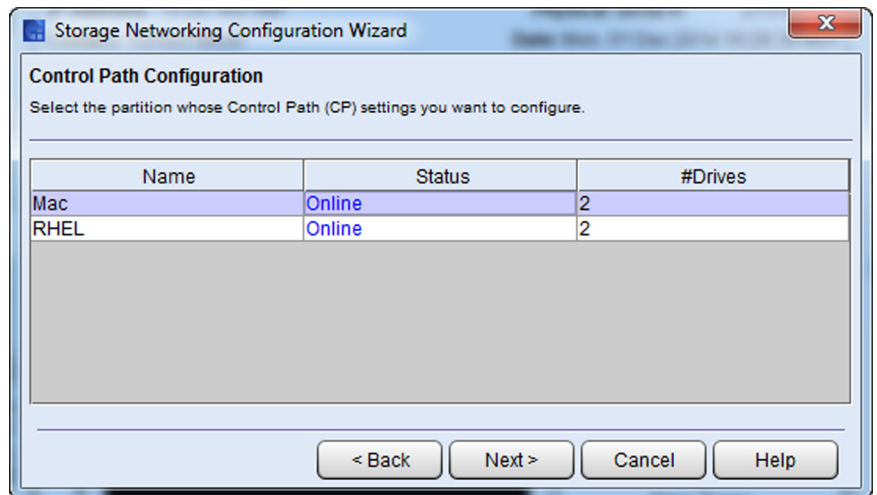 Storage Networking Configuration Wizard
Control Path Configuration
Select the partition whose Control Path (CP) settings you want to configure.
Name Status #Drives
Mac Online 2
RHEL Online 2
< Back Next > Cancel Help